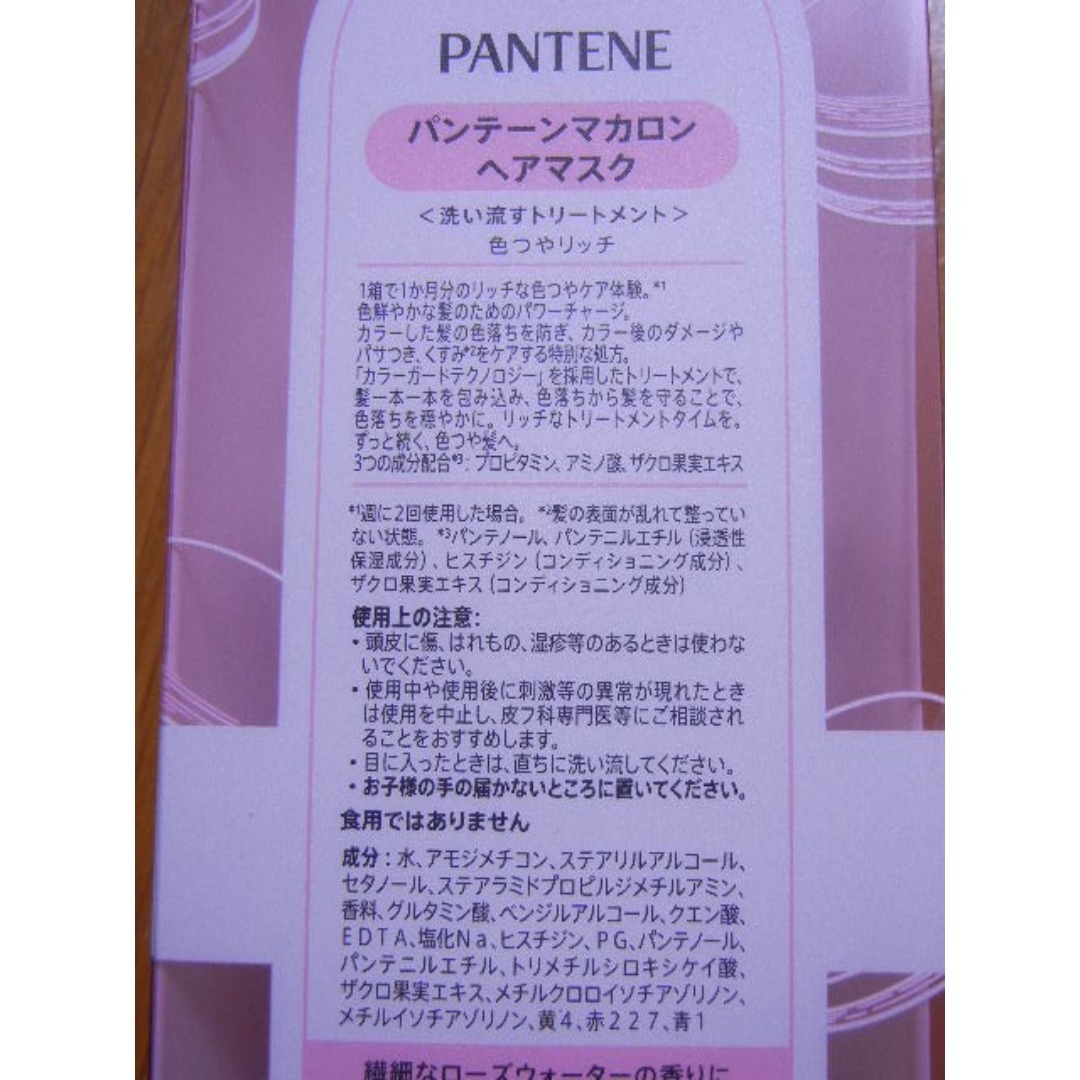 PANTENE
パンテーンマカロン
ヘアマスク
<洗い流すトリートメント>
色つやリッチ
1箱で1か月分のリッチな色つやケア体験。*1
色鮮やかな髪のためのパワーチャージ。
カラーした髪の色落ちを防ぎ、カラー後のダメージや
パサつき、くすみ*2をケアする特別な処方。
「カラーガードテクノロジー」を採用したトリートメントで、
髪一本一本を包み込み、色落ちから髪を守ることで、
色落ちを穏やかに。リッチなトリートメントタイムを。
ずっと続く、色つや髪へ。
3つの成分配合*3: プロビタミン、アミノ酸、ザクロ果実エキス
*1週に2回使用した場合。 *2髪の表面が乱れて整ってい
ない状態。 *3パンテノール、パンテニルエチル (浸透性
保湿成分) 、ヒスチジン (コンディショニング成分) 、
ザクロ果実エキス (コンディショニング成分)
使用上の注意:
・頭皮に傷、はれもの、湿疹等のあるときは使わな
いでください。
・使用中や使用後に刺激等の異常が現れたとき
は使用を中止し、皮フ科専門医等にご相談され
ることをおすすめします。
・目に入ったときは、直ちに洗い流してください。
・お子様の手の届かないところに置いてください。
食用ではありません
成分 : 水、アモジメチコン、ステアリルアルコール、
セタノール、ステアラミドプロピルジメチルアミン、
香料、グルタミン酸、ベンジルアルコール、クエン酸、
EDTA、塩化Na、ヒスチジン、PG、パンテノール、
パンテニルエチル、トリメチルシロキシケイ酸、
ザクロ果実エキス、メチルクロロイソチアゾリノン、
メチルイソチアゾリノン、黄4、赤227、青1
繊細なローズウォーターの香りに